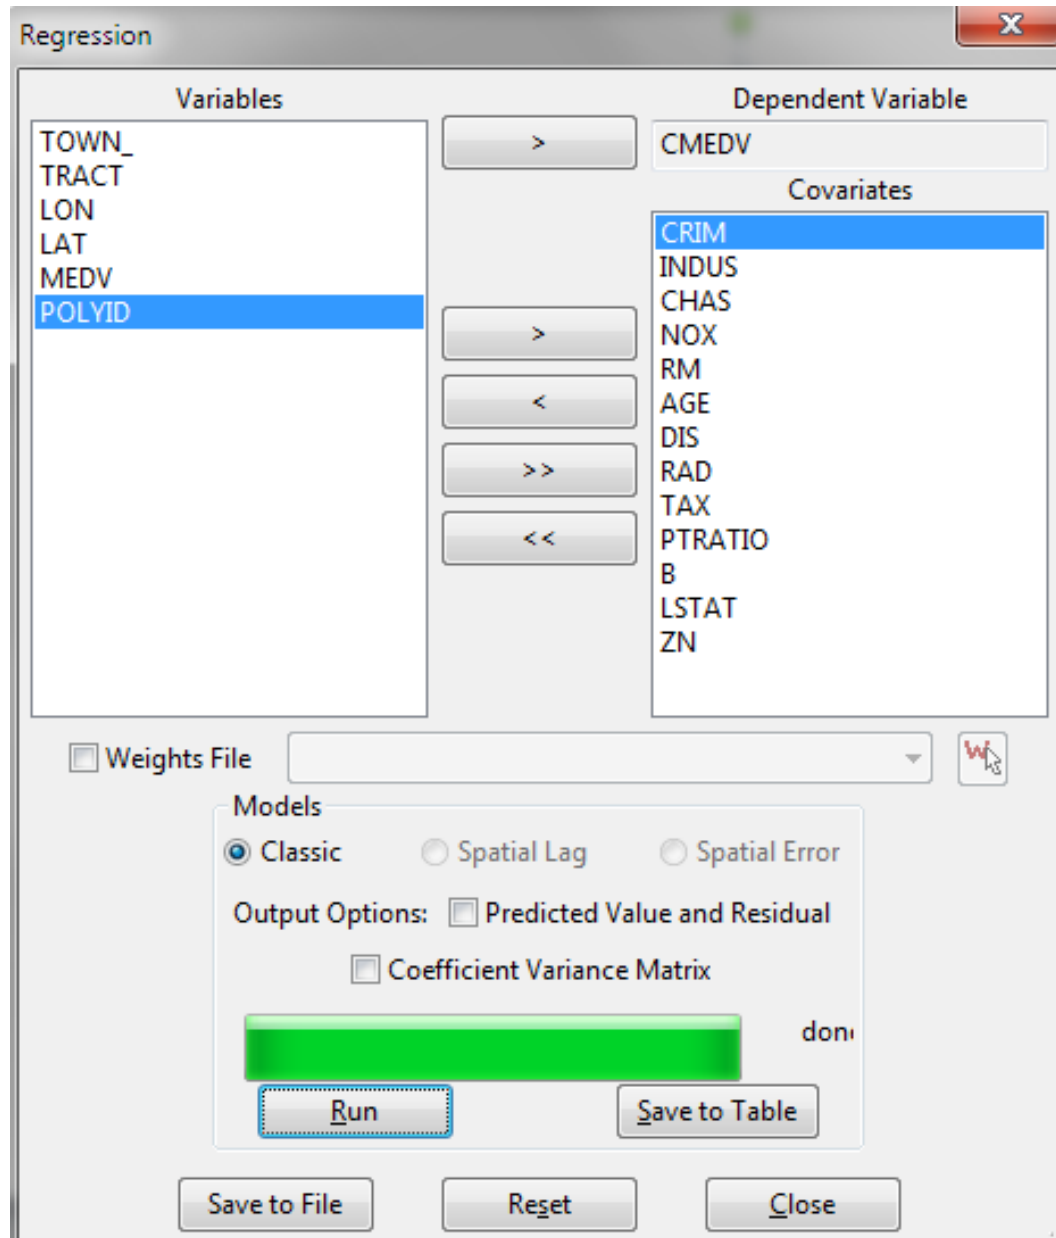 Regression
x
Variables
Dependent Variable
TOWN_
TRACT
LON
LAT
MEDV
POLYID
>
CMEDV
Covariates
CRIM
INDUS
CHAS
NOX
RM
AGE
DIS
RAD
TAX
PTRATIO
B
LSTAT
ZN
>
<
>>
<<
Weights File
W
Models
Classic
Spatial Lag
Spatial Error
Output Options:
Predicted Value and Residual
Coefficient Variance Matrix
don
Run
Save to Table
Save to File
Reset
Close